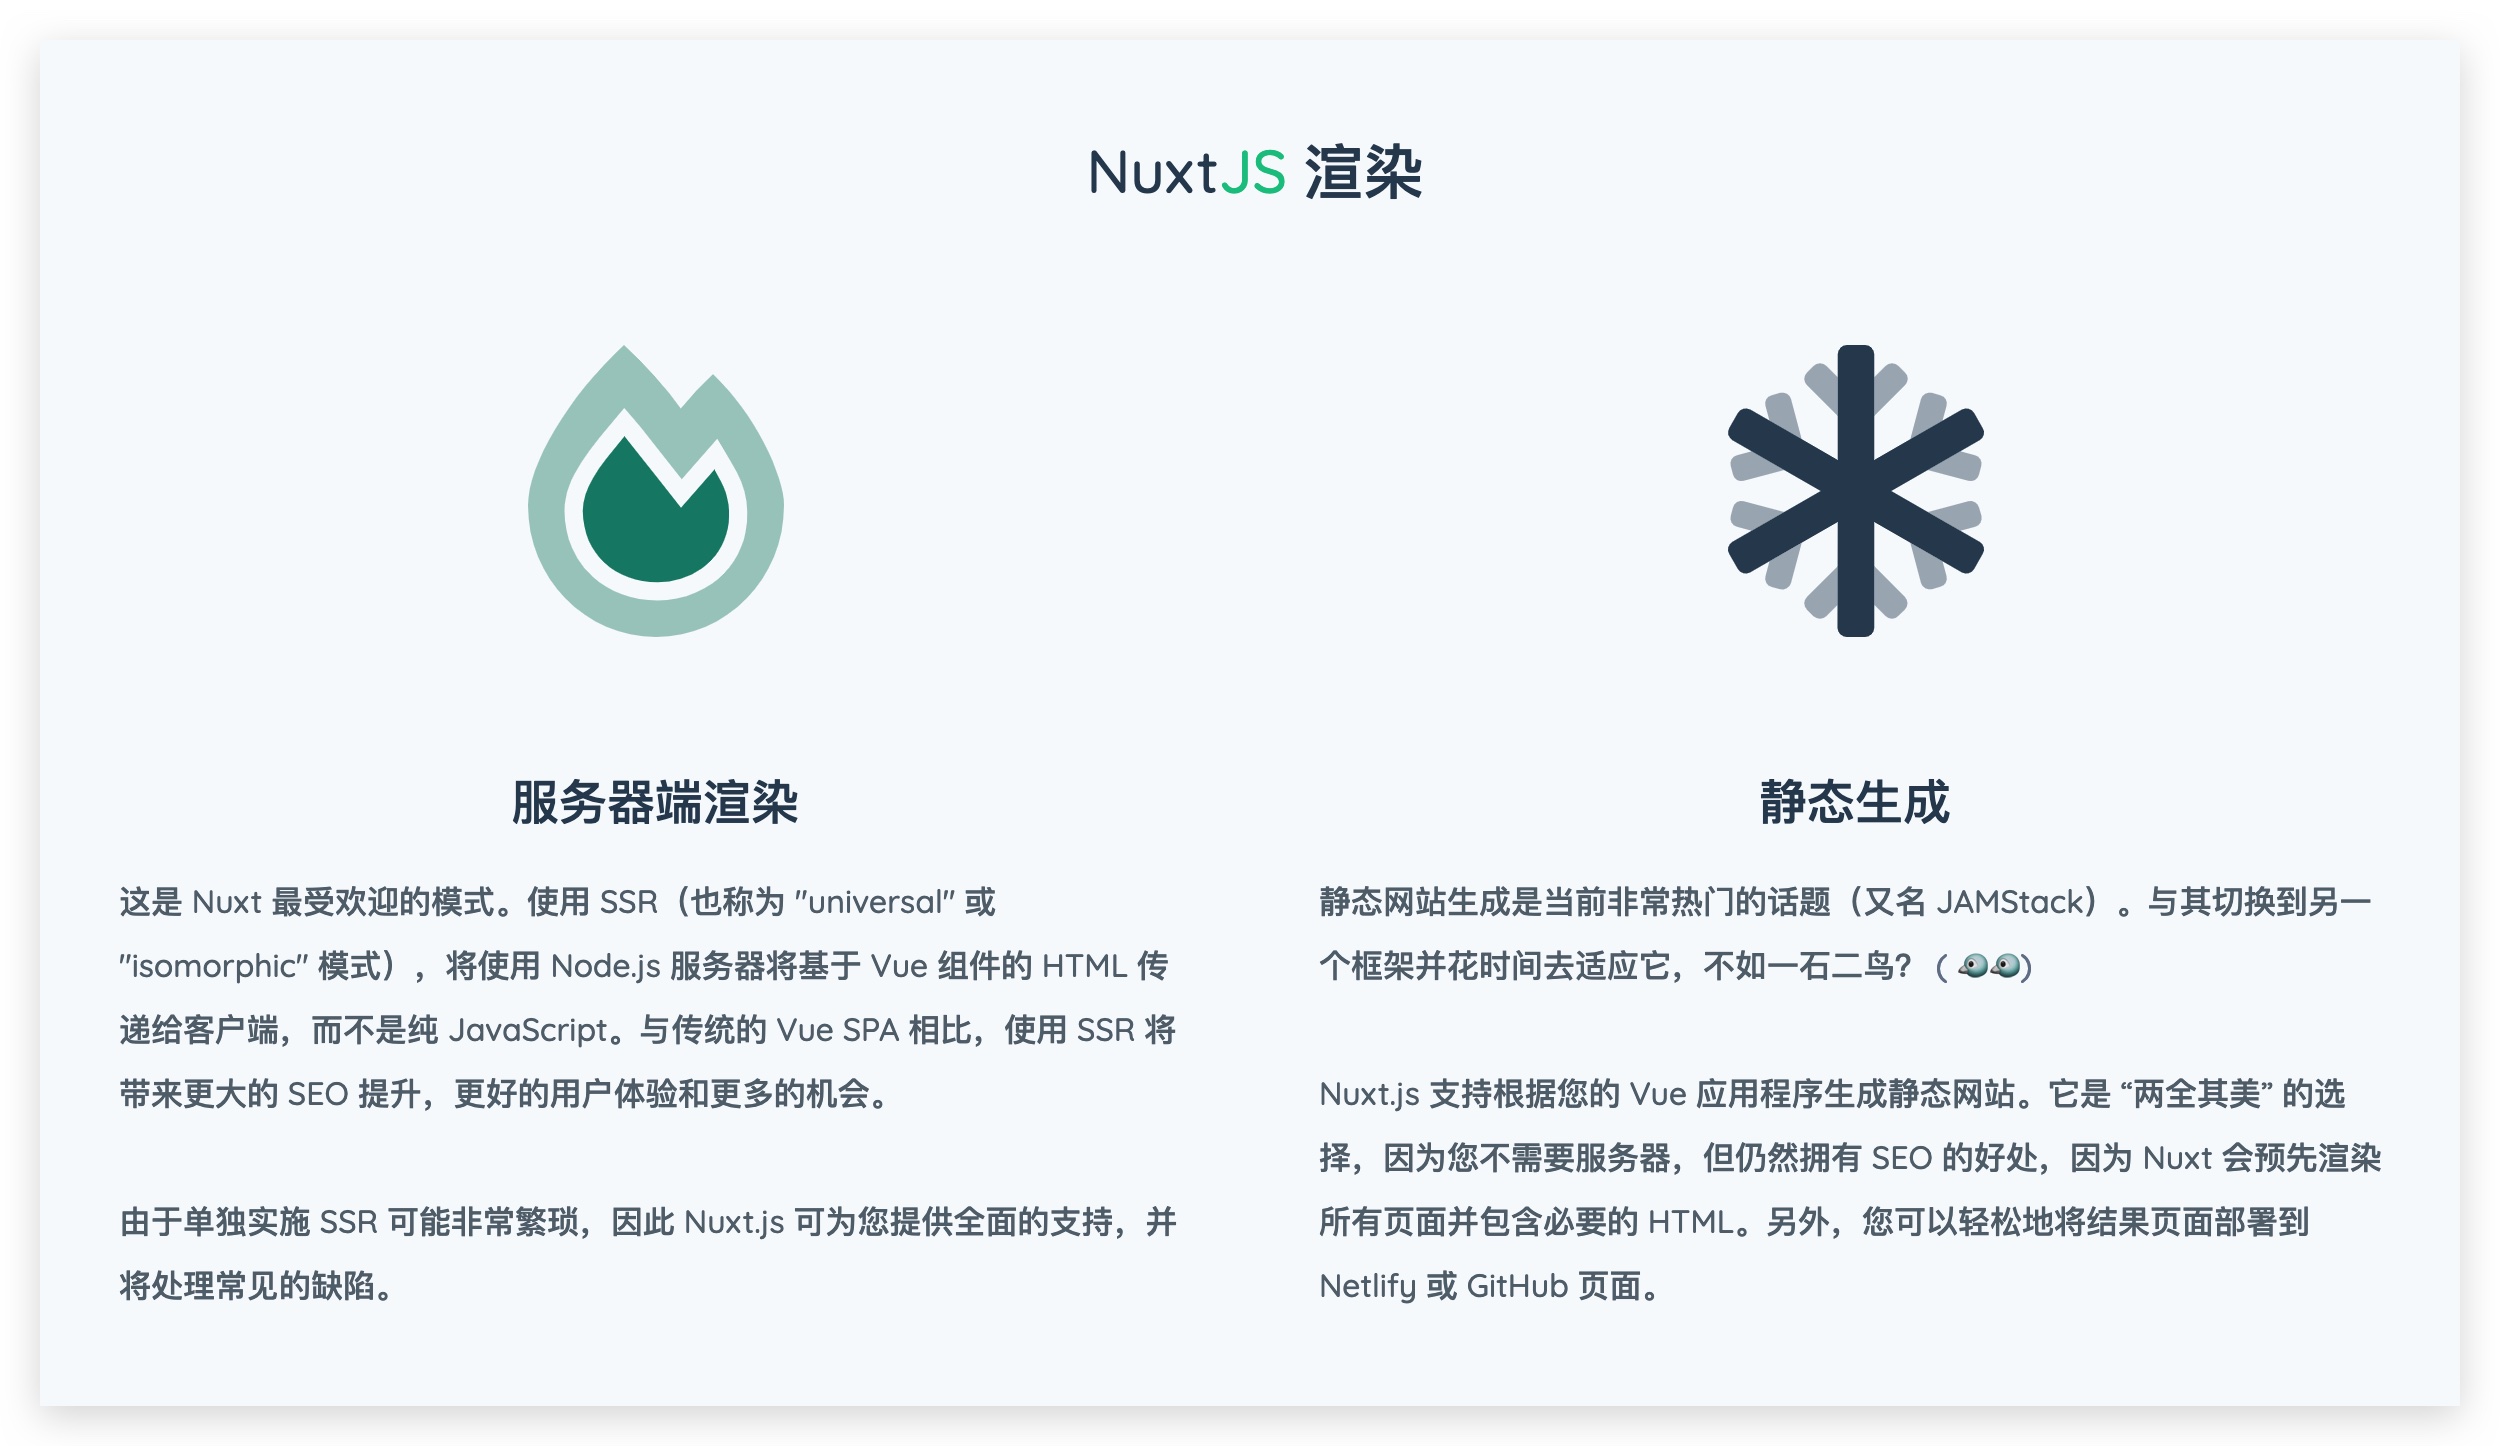 NuxtJS 渲染
服务器端渲染
这是 Nuxt 最受欢迎的模式。使用 SSR（也称为 "universal" 或
"isomorphic" 模式），将使用 Node.js 服务器将基于 Vue 组件的 HTML 传
递给客户端，而不是纯 JavaScript。与传统的 Vue SPA 相比，使用 SSR 将
带来更大的 SEO 提升，更好的用户体验和更多的机会。
由于单独实施 SSR 可能非常繁琐，因此 Nuxt.js 可为您提供全面的支持，并
将处理常见的缺陷。
静态生成
静态网站生成是当前非常热门的话题（又名 JAMStack）。与其切换到另一
个框架并花时间去适应它，不如一石二鸟？（🐦🐦）
Nuxt.js 支持根据您的 Vue 应用程序生成静态网站。它是 “两全其美” 的选
择，因为您不需要服务器，但仍然拥有 SEO 的好处，因为 Nuxt 会预先渲染
所有页面并包含必要的 HTML。另外，您可以轻松地将结果页面部署到
Netlify 或 GitHub 页面。